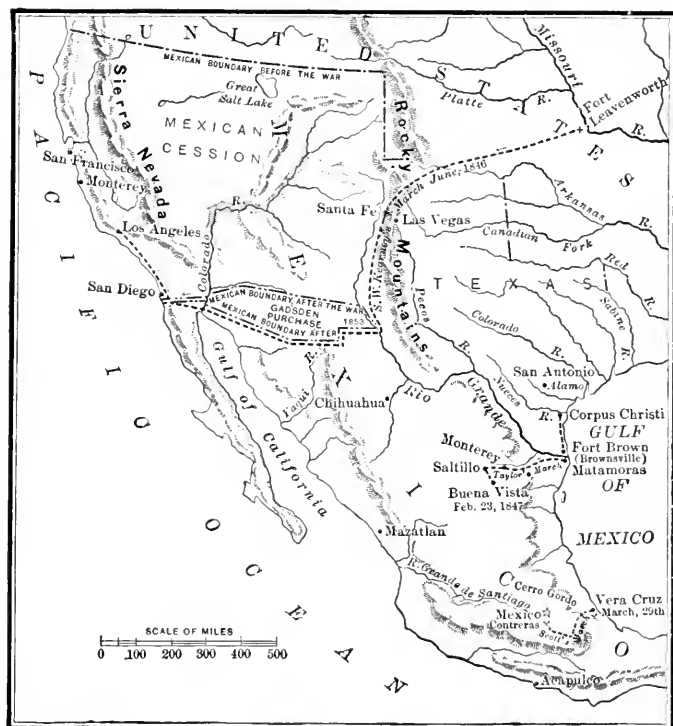 UNITED STATES
MEXICAN BOUNDARY BEFORE THE WAR
Great
Salt Lake
MEXICAN
CESSION
Sierra Nevada
Rocky Mountains
Platte R.
Missouri R.
Fort
Leavenworth
PACIFIC OCEAN
San Francisco
Monterey
Los Angeles
San Diego
Colorado R.
Santa Fe
Las Vegas
March June, 1846
Arkansas R.
Canadian Fork
Red R.
TEXAS
Sabine R.
Colorado R.
Pecos
MEXICAN BOUNDARY AFTER THE WAR
GADSDEN
PURCHASE
MEXICAN BOUNDARY AFTER 1853
San Antonio
Alamo
Nueces R.
Corpus Christi
Fort Brown
(Brownsville)
Matamoras
GULF
OF
MEXICO
Rio Grande
Chihuahua
Yaqui R.
Gulf of California
Monterey
Saltillo
Taylor March
Buena Vista
Feb. 23, 1847
Mazatlan
R. Grande de Santiago
Cerro Gordo
Vera Cruz
March, 29th
Mexico
Contreras
Scott's March
Acapulco
MEXICO
SCALE OF MILES
0 50 100 200 300 400 500